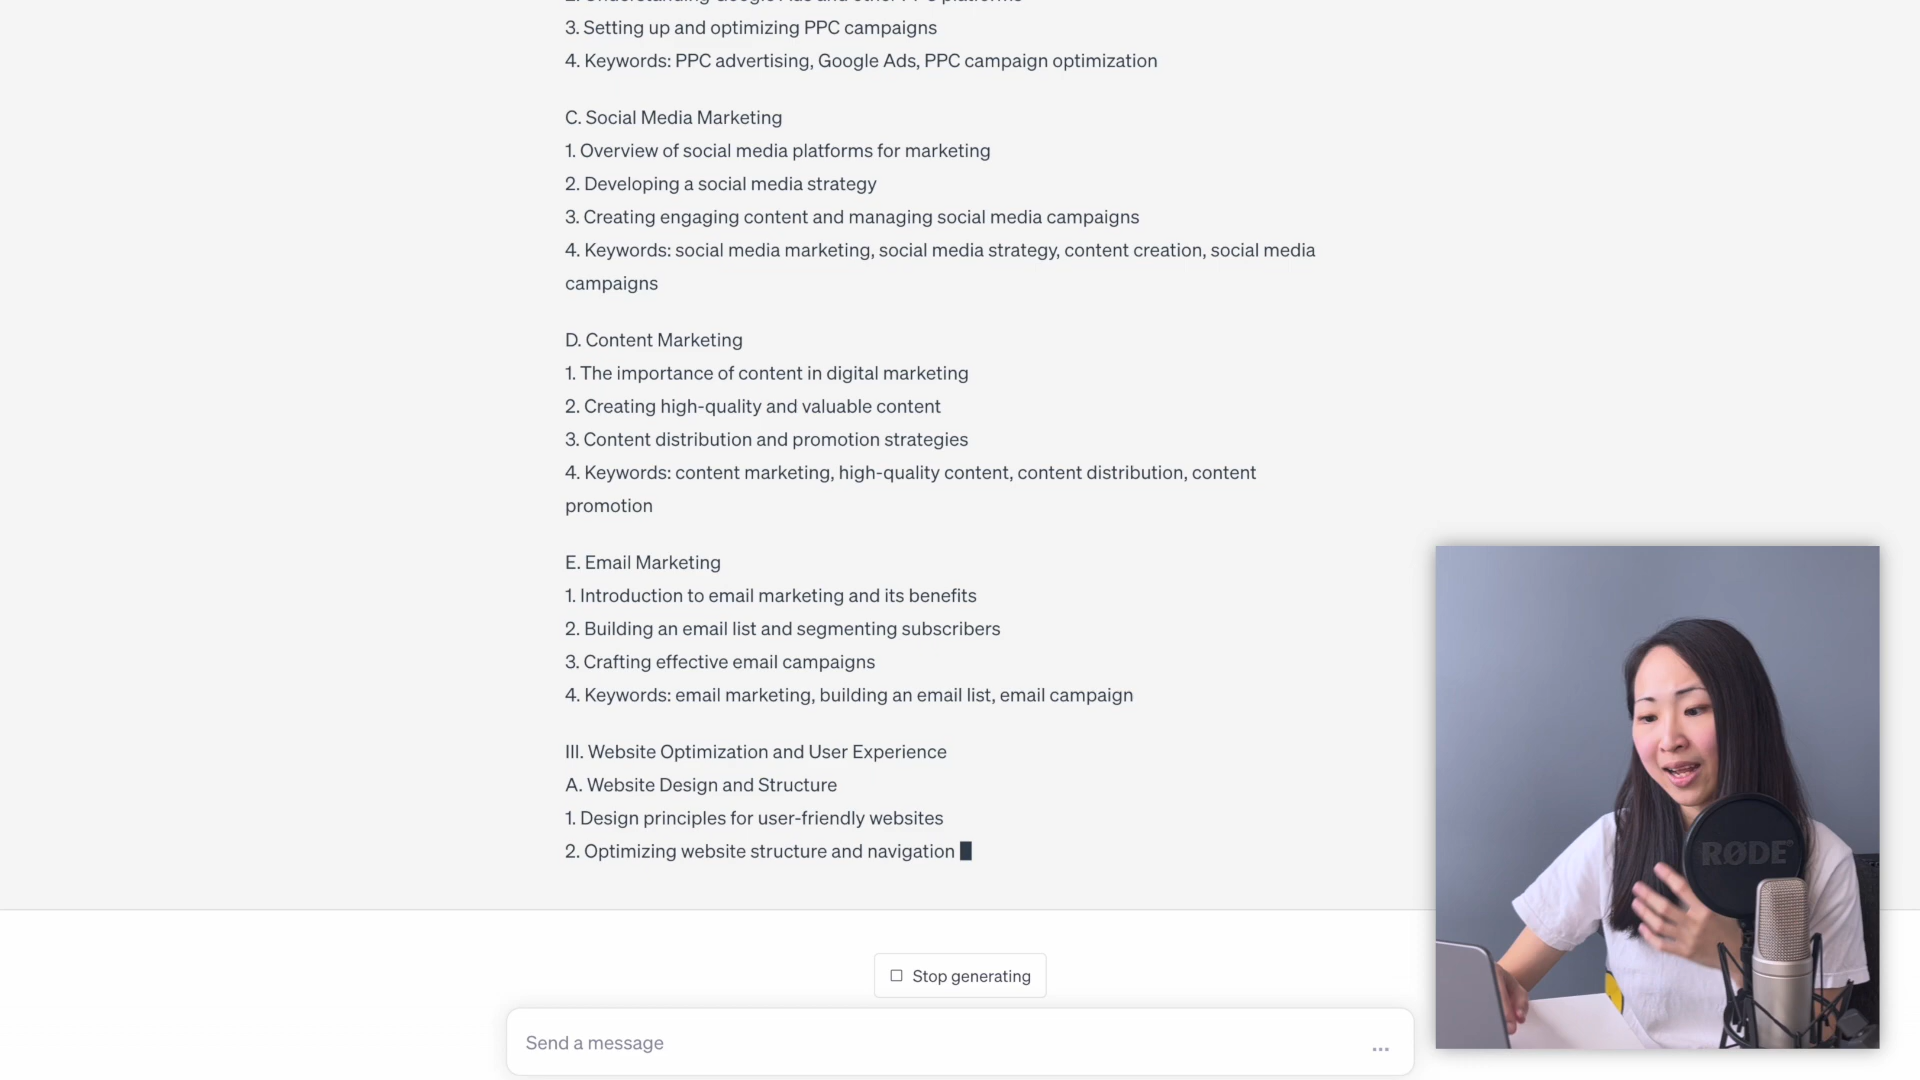 3. Setting up and optimizing PPC campaigns
4. Keywords: PPC advertising, Google Ads, PPC campaign optimization
C. Social Media Marketing
1. Overview of social media platforms for marketing
2. Developing a social media strategy
3. Creating engaging content and managing social media campaigns
4. Keywords: social media marketing, social media strategy, content creation, social media
campaigns
D. Content Marketing
1. The importance of content in digital marketing
2. Creating high-quality and valuable content
3. Content distribution and promotion strategies
4. Keywords: content marketing, high-quality content, content distribution, content
promotion
E. Email Marketing
1. Introduction to email marketing and its benefits
2. Building an email list and segmenting subscribers
3. Crafting effective email campaigns
4. Keywords: email marketing, building an email list, email campaign
III. Website Optimization and User Experience
A. Website Design and Structure
1. Design principles for user-friendly websites
2. Optimizing website structure and navigation
Stop generating
Send a message
...
RØDE